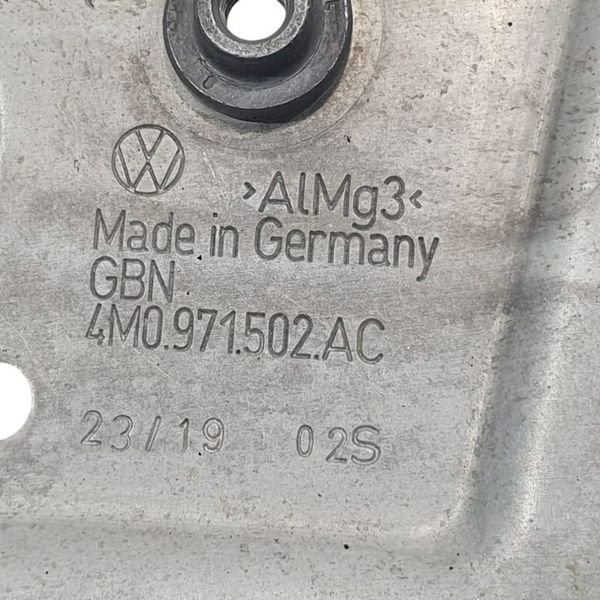 >AlMg3<
Made in Germany
GBN
4M0.971.502.AC
23/19 02S